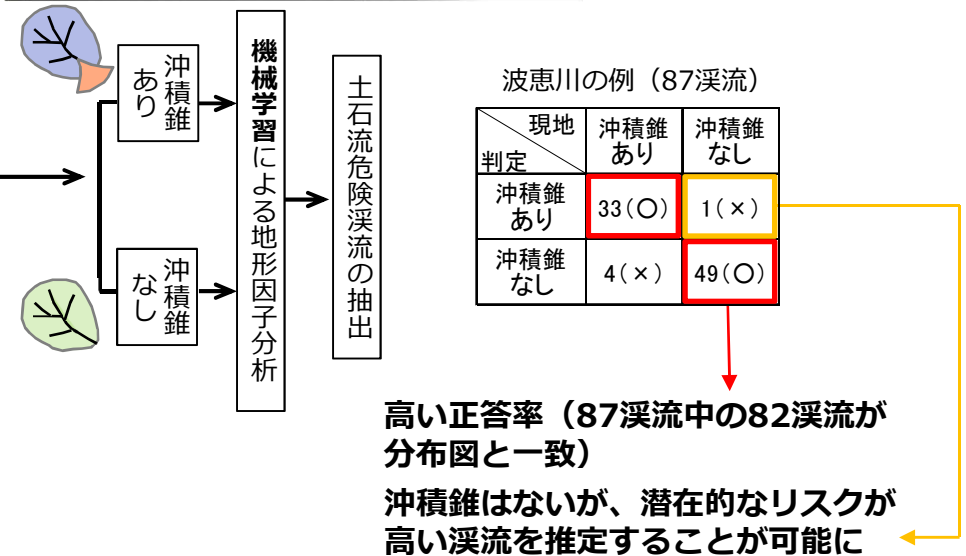 沖積錐
あり
沖積錐
なし
機械学習による地形因子分析
土石流危険渓流の抽出
波恵川の例（87渓流）
現地
判定
沖積錐
あり
沖積錐
なし
沖積錐
あり
33(○)
1(×)
沖積錐
なし
4(×)
49(○)
高い正答率（87渓流中の82渓流が
分布図と一致）
沖積錐はないが、潜在的なリスクが
高い渓流を推定することが可能に